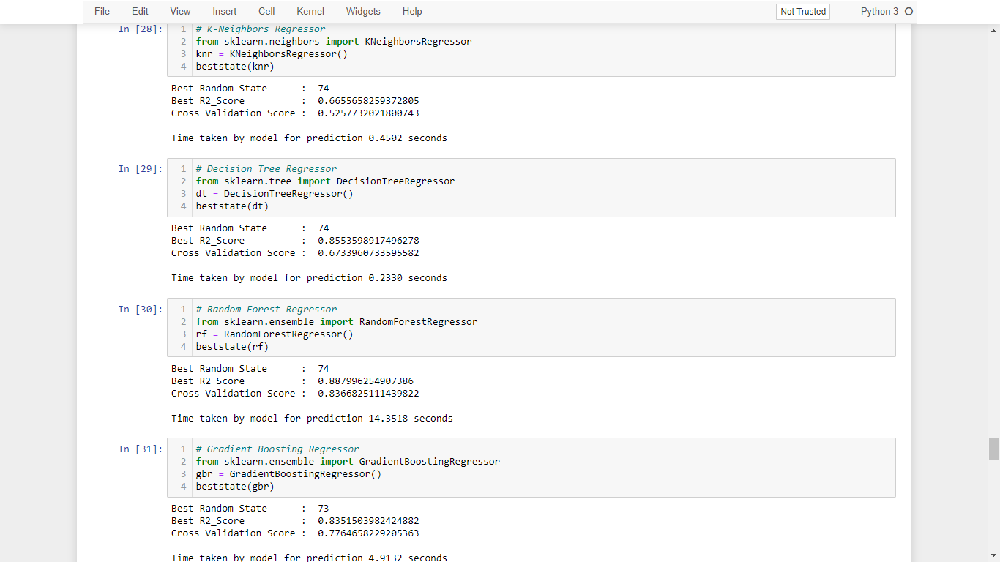 File Edit View Insert Cell Kernel Widgets Help Not Trusted Python 3
In [28]: 1 # K-Neighbors Regressor
2 from sklearn.neighbors import KNeighborsRegressor
3 knr = KNeighborsRegressor()
4 beststate(knr)
Best Random State : 74
Best R2_Score : 0.6655658259372805
Cross Validation Score : 0.5257732021800743
Time taken by model for prediction 0.4502 seconds
In [29]: 1 # Decision Tree Regressor
2 from sklearn.tree import DecisionTreeRegressor
3 dt = DecisionTreeRegressor()
4 beststate(dt)
Best Random State : 74
Best R2_Score : 0.8553598917496278
Cross Validation Score : 0.6733960733595582
Time taken by model for prediction 0.2330 seconds
In [30]: 1 # Random Forest Regressor
2 from sklearn.ensemble import RandomForestRegressor
3 rf = RandomForestRegressor()
4 beststate(rf)
Best Random State : 74
Best R2_Score : 0.887996254907386
Cross Validation Score : 0.8366825111439822
Time taken by model for prediction 14.3518 seconds
In [31]: 1 # Gradient Boosting Regressor
2 from sklearn.ensemble import GradientBoostingRegressor
3 gbr = GradientBoostingRegressor()
4 beststate(gbr)
Best Random State : 73
Best R2_Score : 0.8351503982424882
Cross Validation Score : 0.7764658229205363
Time taken by model for prediction 4.9132 seconds